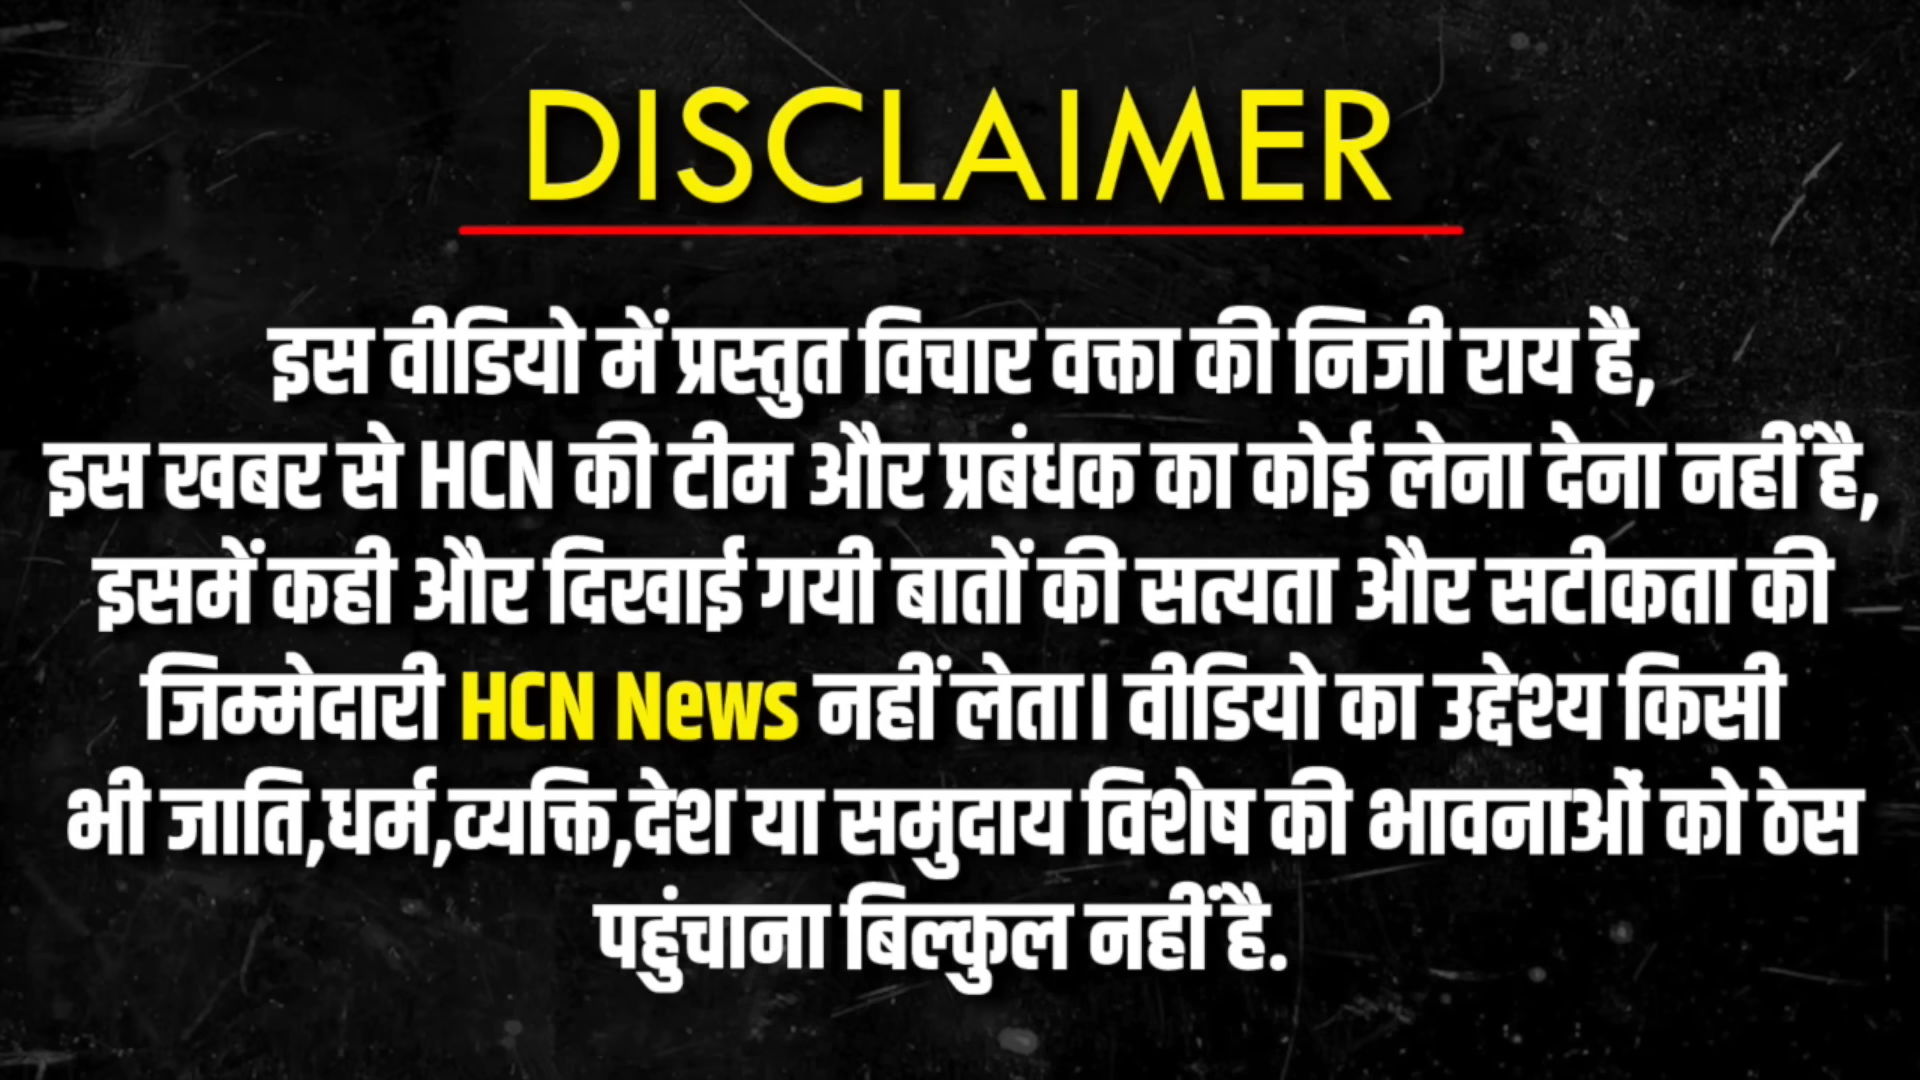 DISCLAIMER
इस वीडियो में प्रस्तुत विचार वक्ता की निजी राय है,
इस खबर से HCN की टीम और प्रबंधक का कोई लेना देना नहीं है,
इसमें कही और दिखाई गयी बातों की सत्यता और सटीकता की
जिम्मेदारी HCN News नहीं लेता। वीडियो का उद्देश्य किसी
भी जाति,धर्म,व्यक्ति,देश या समुदाय विशेष की भावनाओं को ठेस
पहुंचाना बिल्कुल नहीं है.